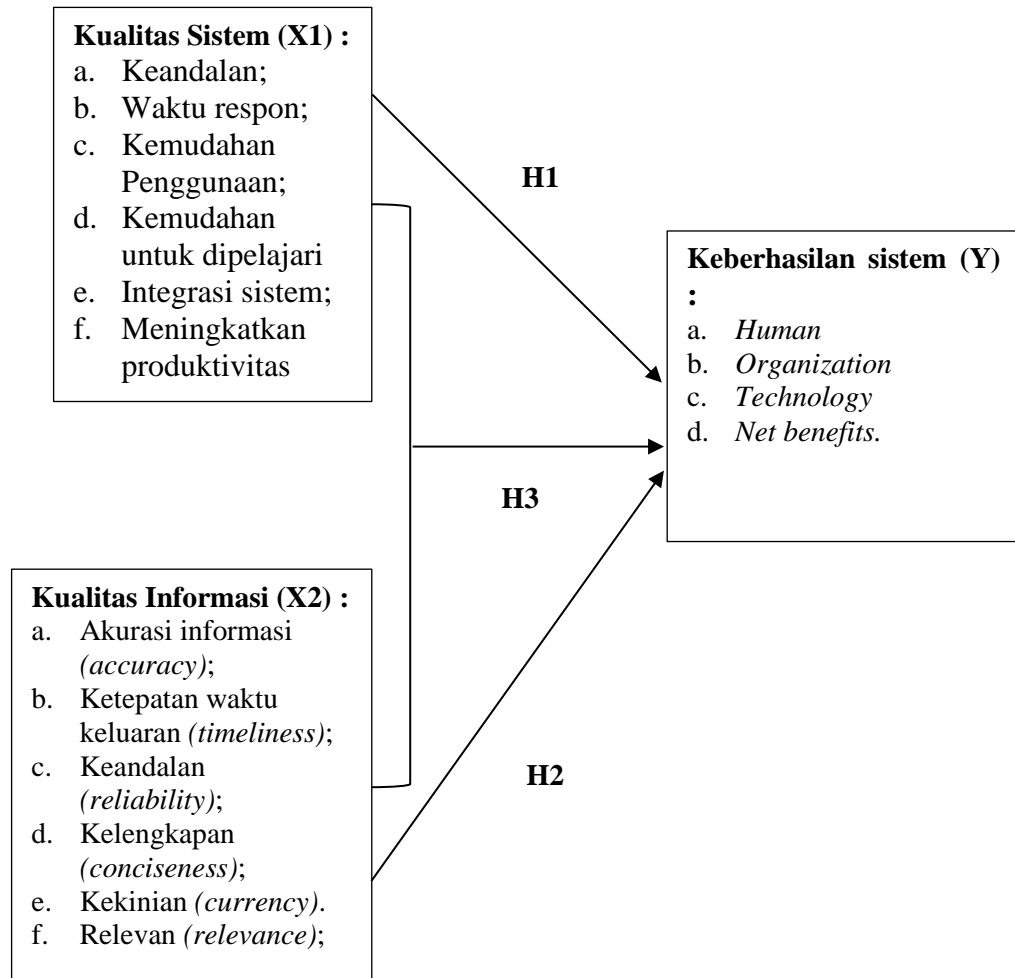 Kualitas Sistem (X1) :
a. Keandalan;
b. Waktu respon;
c. Kemudahan
Penggunaan;
d. Kemudahan
untuk dipelajari
e. Integrasi sistem;
f. Meningkatkan
produktivitas
H1
Keberhasilan sistem (Y)
:
a. Human
b. Organization
c. Technology
d. Net benefits.
H3
Kualitas Informasi (X2) :
a. Akurasi informasi
(accuracy);
b. Ketepatan waktu
keluaran (timeliness);
c. Keandalan
(reliability);
d. Kelengkapan
(conciseness);
e. Kekinian (currency).
f. Relevan (relevance);
H2